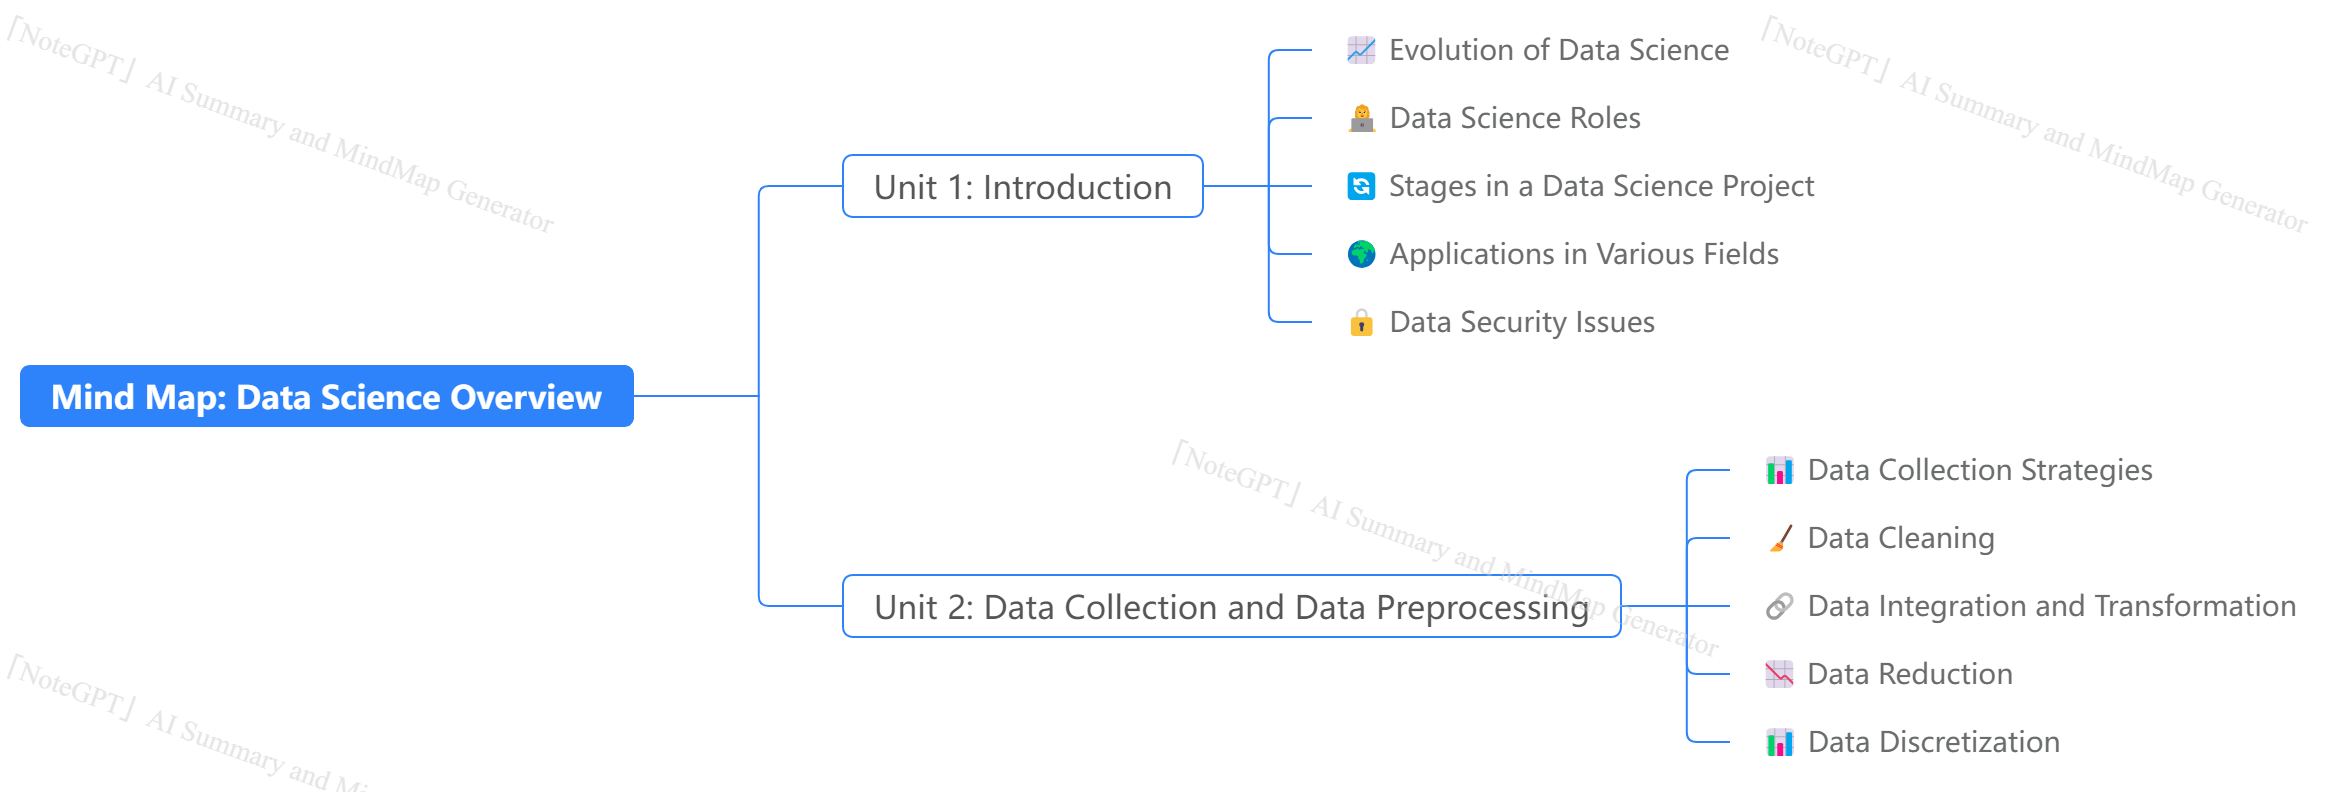 「NoteGPT」 AI Summary and MindMap Generator
「NoteGPT」 AI Summary and MindMap Generator
Mind Map: Data Science Overview
Unit 1: Introduction
📈 Evolution of Data Science
👩‍💻 Data Science Roles
🔄 Stages in a Data Science Project
🌍 Applications in Various Fields
🔒 Data Security Issues
「NoteGPT」 AI Summary and MindMap Generator
Unit 2: Data Collection and Data Preprocessing
📊 Data Collection Strategies
🧹 Data Cleaning
🔗 Data Integration and Transformation
📉 Data Reduction
📊 Data Discretization
「NoteGPT」 AI Summary and Mi